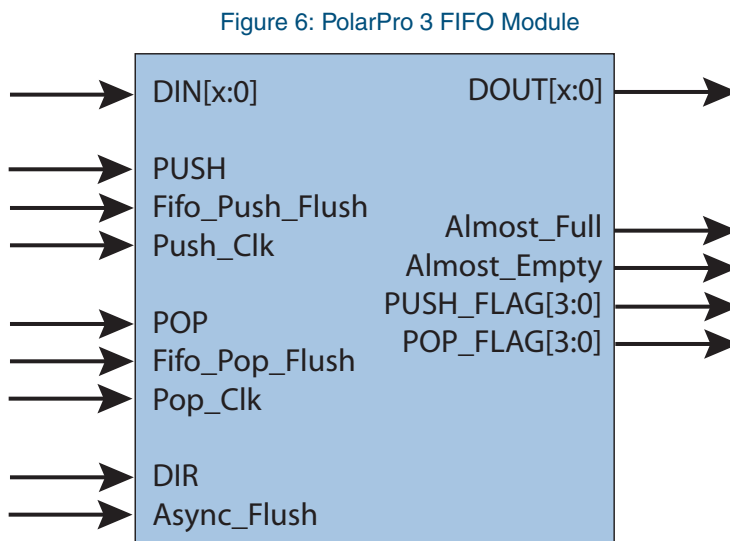 Figure 6: PolarPro 3 FIFO Module
DIN[x:0]
DOUT[x:0]
PUSH
Fifo_Push_Flush
Push_Clk
Almost_Full
Almost_Empty
PUSH_FLAG[3:0]
POP_FLAG[3:0]
POP
Fifo_Pop_Flush
Pop_Clk
DIR
Async_Flush